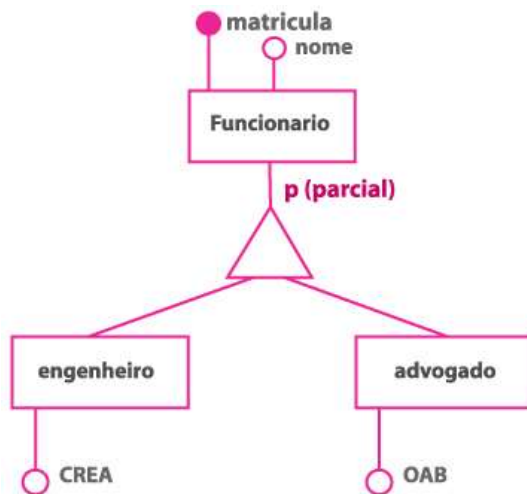 matricula
nome
Funcionario
p (parcial)
engenheiro
advogado
CREA
OAB